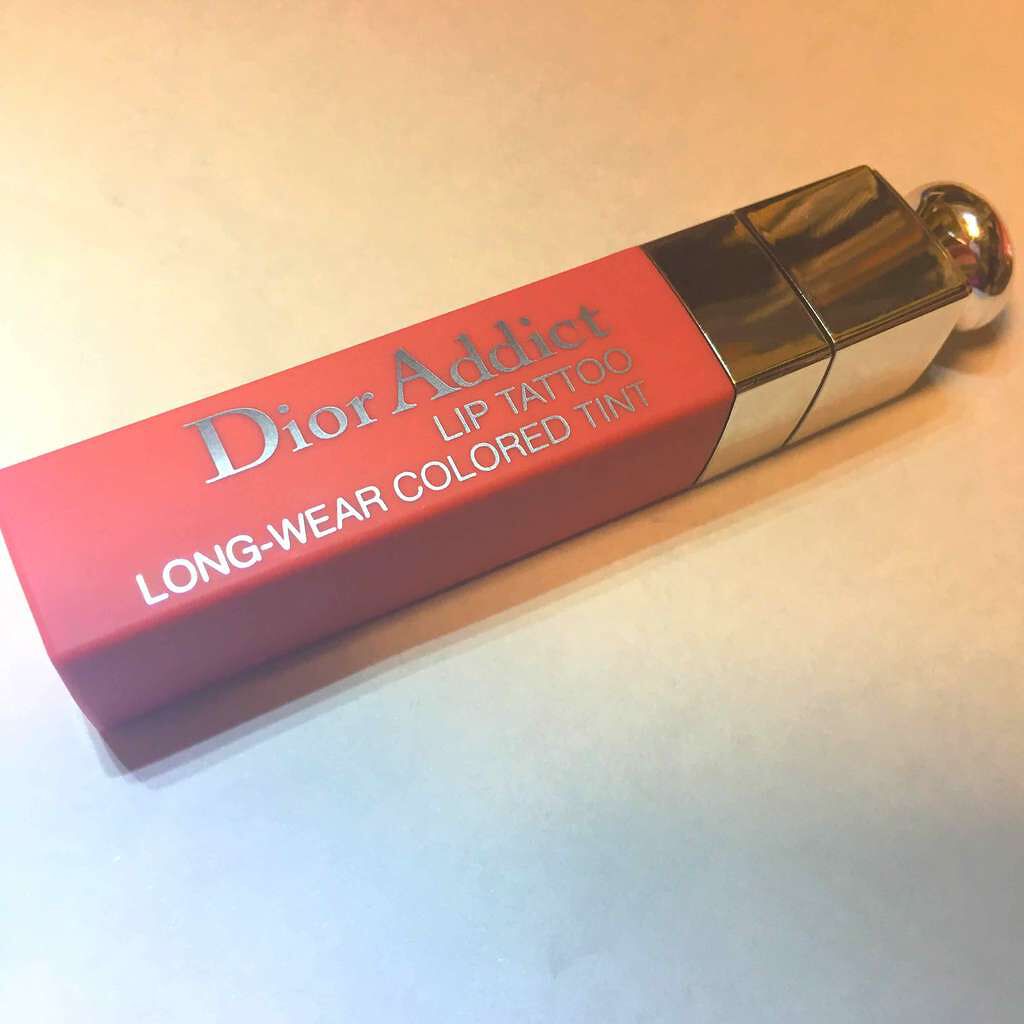 Dior Addict
LIP TATTOO
LONG-WEAR COLORED TINT